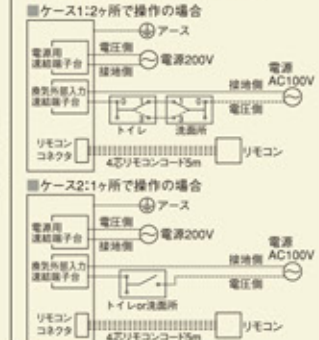 ■ケース1:2ヶ所で操作の場合
アース
電源用
速結端子台
電圧側
接地側
電源200V
換気外部入力
速結端子台
接地側
電源
AC100V
電圧側
トイレ
洗面所
リモコン
コネクタ
4芯リモコンコード5m
リモコン
■ケース2:1ヶ所で操作の場合
アース
電源用
速結端子台
電圧側
接地側
電源200V
換気外部入力
速結端子台
接地側
電源
AC100V
電圧側
トイレor洗面所
リモコン
コネクタ
4芯リモコンコード5m
リモコン